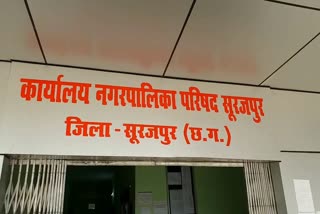 कार्यालय नगरपालिका परिषद सूरजपुर
जिला - सूरजपुर (छ.ग.)